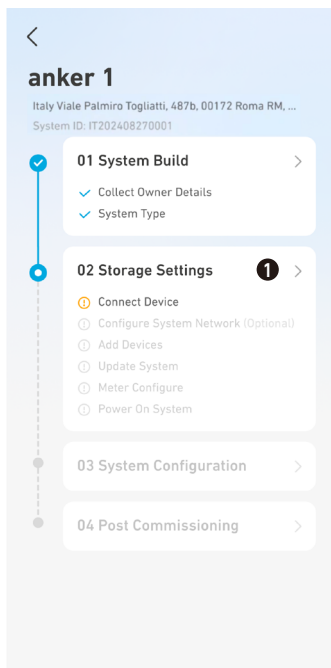 anker 1
Italy Viale Palmiro Togliatti, 487b, 00172 Roma RM, ...
System ID: IT202408270001
01 System Build
Collect Owner Details
System Type
02 Storage Settings 1
Connect Device
Configure System Network (Optional)
Add Devices
Update System
Meter Configure
Power On System
03 System Configuration
04 Post Commissioning